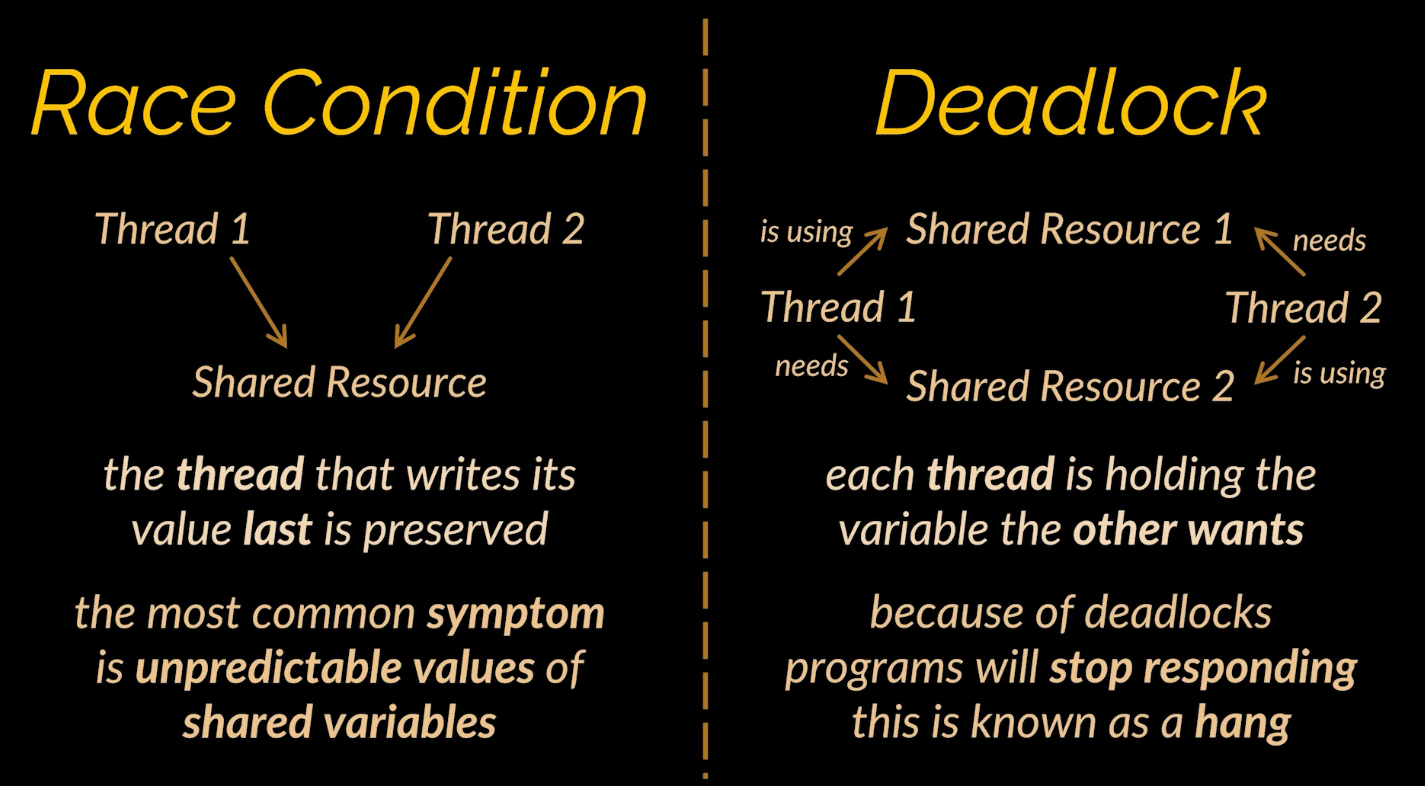 Race Condition
Thread 1
Thread 2
Shared Resource
the thread that writes its
value last is preserved
the most common symptom
is unpredictable values of
shared variables
Deadlock
is using
Shared Resource 1
needs
Thread 1
Thread 2
needs
Shared Resource 2
is using
each thread is holding the
variable the other wants
because of deadlocks
programs will stop responding
this is known as a hang